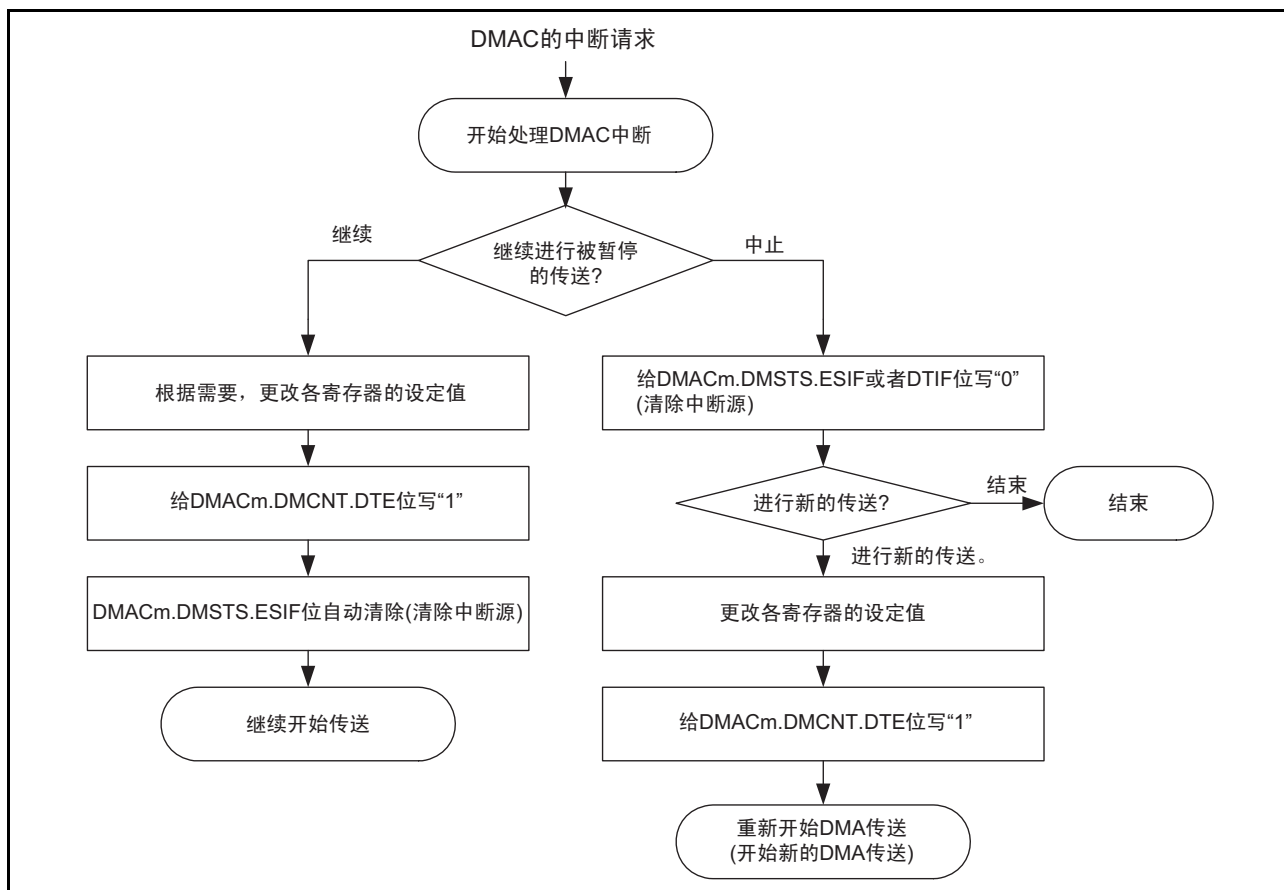 DMAC的中断请求
开始处理DMAC中断
继续进行被暂停
的传送?
继续
中止
根据需要，更改各寄存器的设定值
给DMACm.DMCNT.DTE位写“1”
DMACm.DMSTS.ESIF位自动清除(清除中断源)
继续开始传送
给DMACm.DMSTS.ESIF或者DTIF位写“0”
(清除中断源)
进行新的传送?
结束
结束
进行新的传送。
更改各寄存器的设定值
给DMACm.DMCNT.DTE位写“1”
重新开始DMA传送
(开始新的DMA传送)